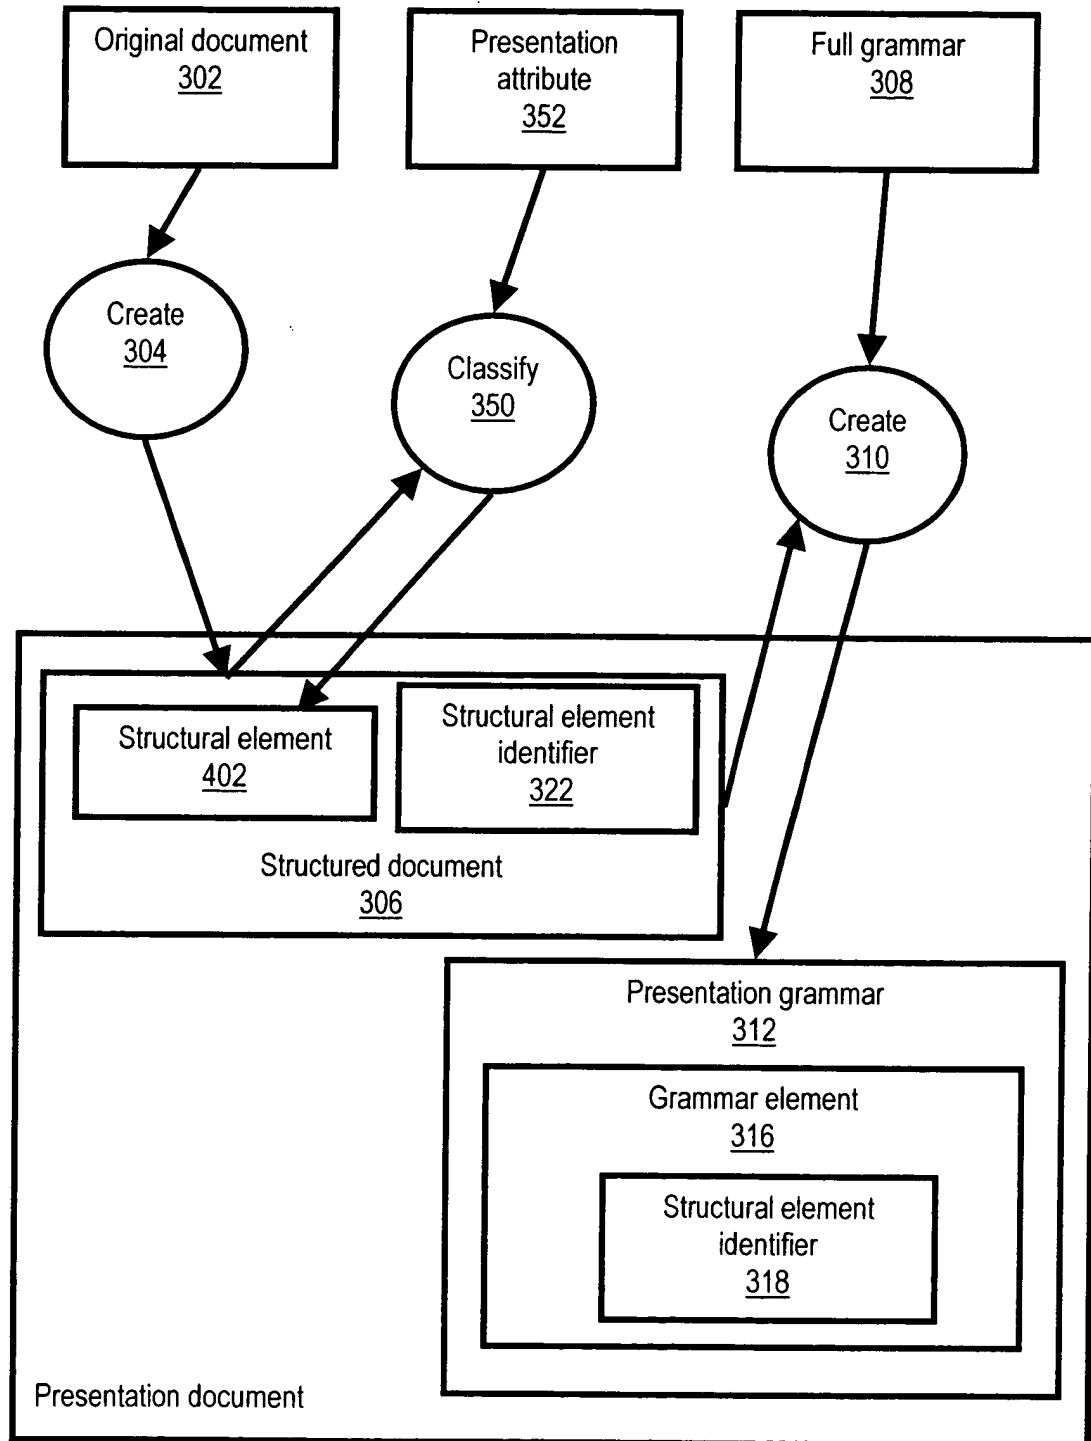 Original document
302
Presentation
attribute
352
Full grammar
308
Create
304
Classify
350
Create
310
Structural element
402
Structural element
identifier
322
Structured document
306
Presentation grammar
312
Grammar element
316
Structural element
identifier
318
Presentation document